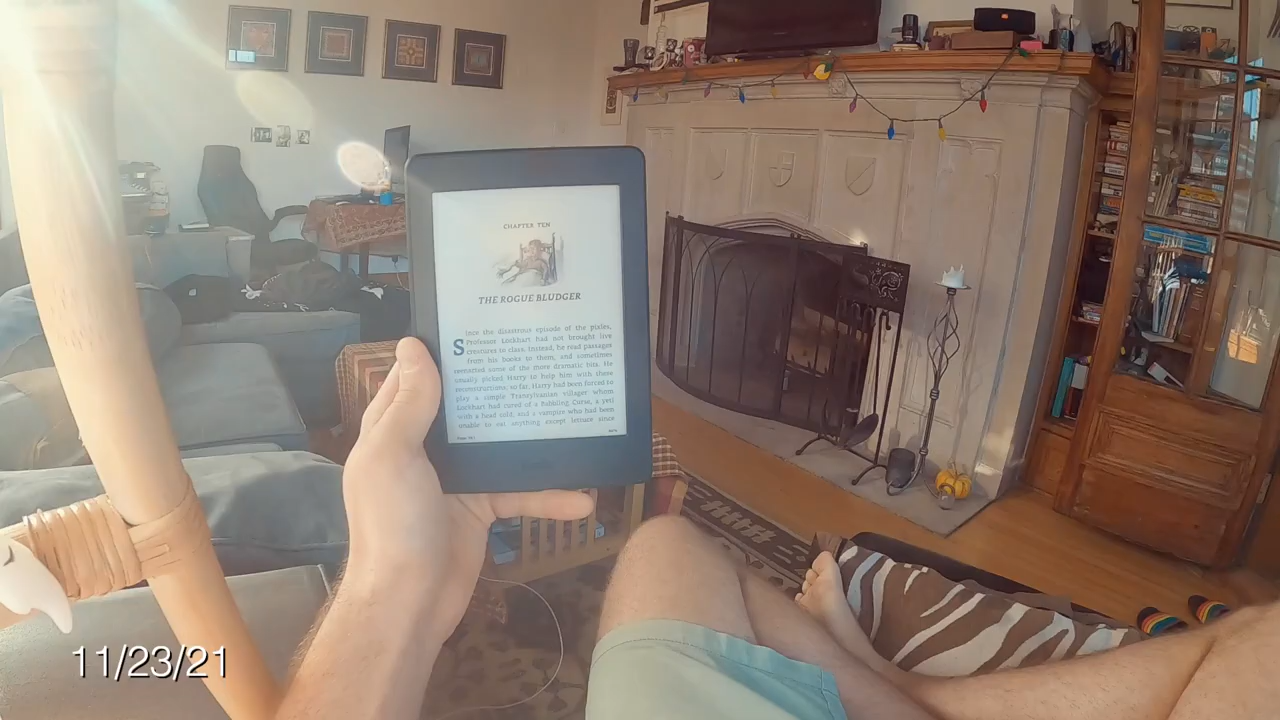 CHAPTER TEN
THE ROGUE BLUDGER
Since the disastrous episode of the pixies,
Professor Lockhart had not brought live
creatures to class. Instead, he read passages
from his books to them, and sometimes
reenacted some of the more dramatic bits. He
usually picked Harry to help him with these
reconstructions; so far, Harry had been forced to
play a simple Transylvanian villager whom
Lockhart had cured of a Babbling Curse, a yeti
with a head cold, and a vampire who had been
unable to eat anything except lettuce since
11/23/21